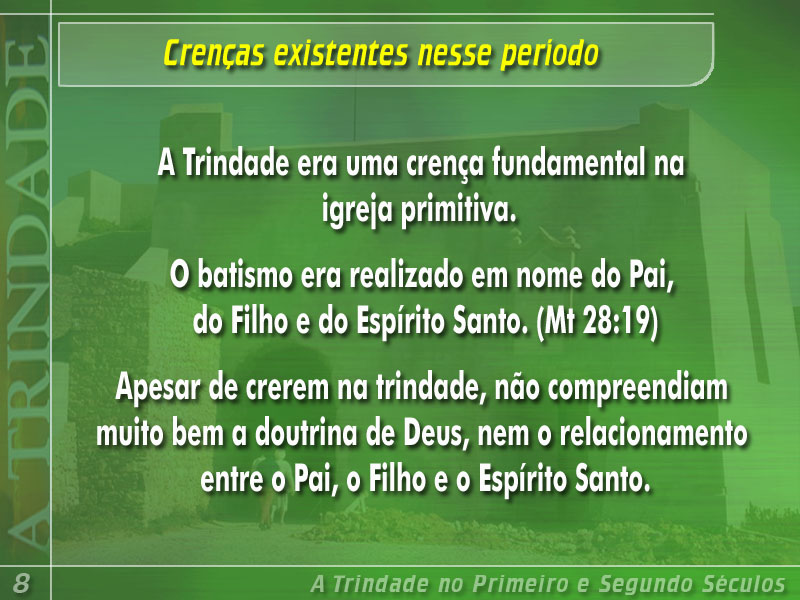 Crenças existentes nesse período
A Trindade era uma crença fundamental na
igreja primitiva.
O batismo era realizado em nome do Pai,
do Filho e do Espírito Santo. (Mt 28:19)
Apesar de crerem na trindade, não compreendiam
muito bem a doutrina de Deus, nem o relacionamento
entre o Pai, o Filho e o Espírito Santo.
A TRINDADE
8
A Trindade no Primeiro e Segundo Séculos